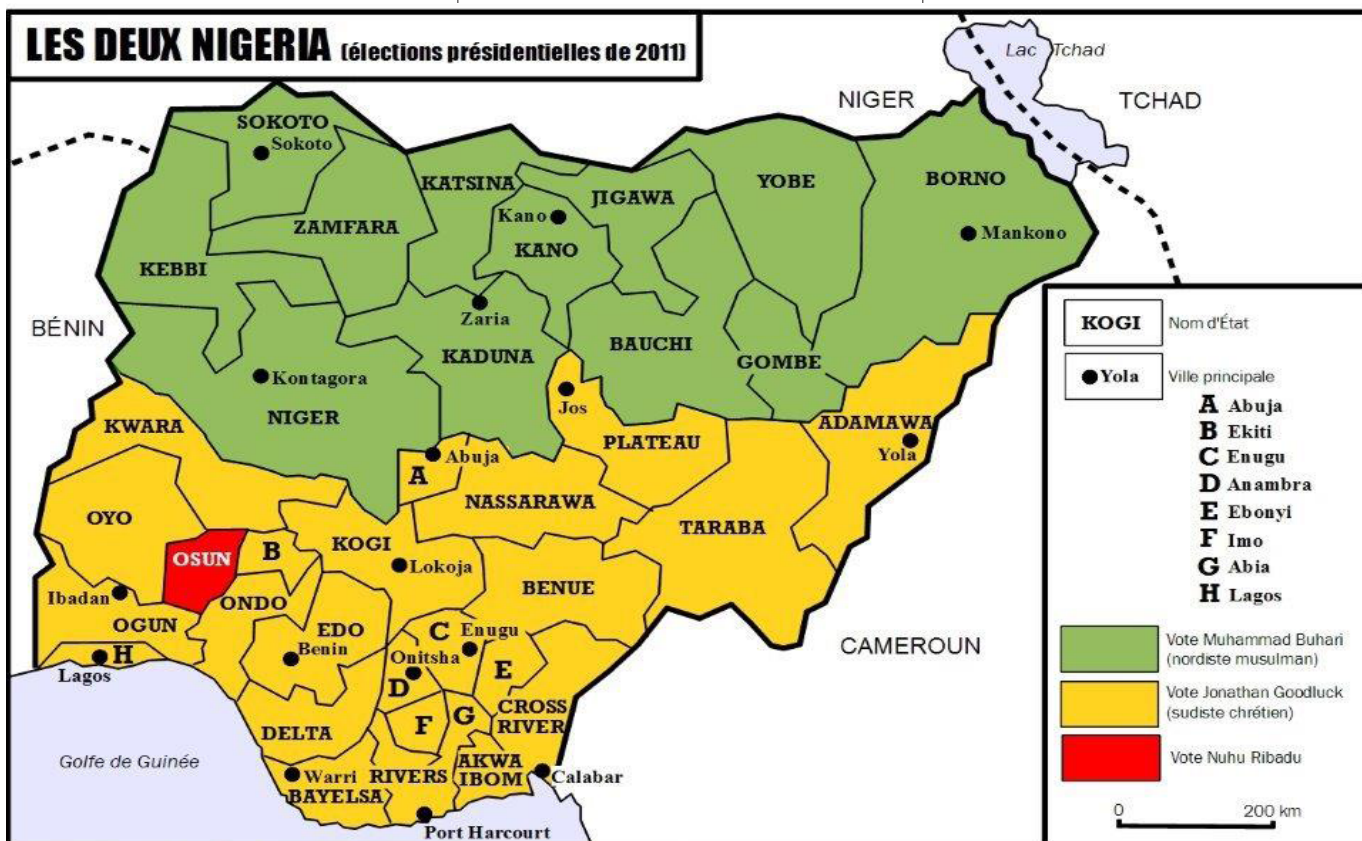 LES DEUX NIGERIA (élections présidentielles de 2011)
Lac Tchad
NIGER
TCHAD
SOKOTO
Sokoto
KATSINA
JIGAWA
YOBE
BORNO
ZAMFARA
Kano
KANO
Mankono
KEBBI
Zaria
BÉNIN
KADUNA
BAUCHI
GOMBE
Kontagora
NIGER
Jos
KWARA
PLATEAU
ADAMAWA
Yola
Abuja
A
NASSARAWA
OYO
TARABA
OSUN
B
KOGI
Lokoja
BENUE
Ibadan
ONDO
OGUN
EDO
Benin
C
Enugu
Onitsha
E
D
H
Lagos
CAMEROUN
F
G
CROSS
RIVER
DELTA
Golfe de Guinée
Warri
BAYELSA
RIVERS
AKWA
IBOM
Calabar
Port Harcourt
KOGI Nom d'État
Yola Ville principale
A Abuja
B Ekiti
C Enugu
D Anambra
E Ebonyi
F Imo
G Abia
H Lagos
Vote Muhammad Buhari
(nordiste musulman)
Vote Jonathan Goodluck
(sudiste chrétien)
Vote Nuhu Ribadu
0 200 km